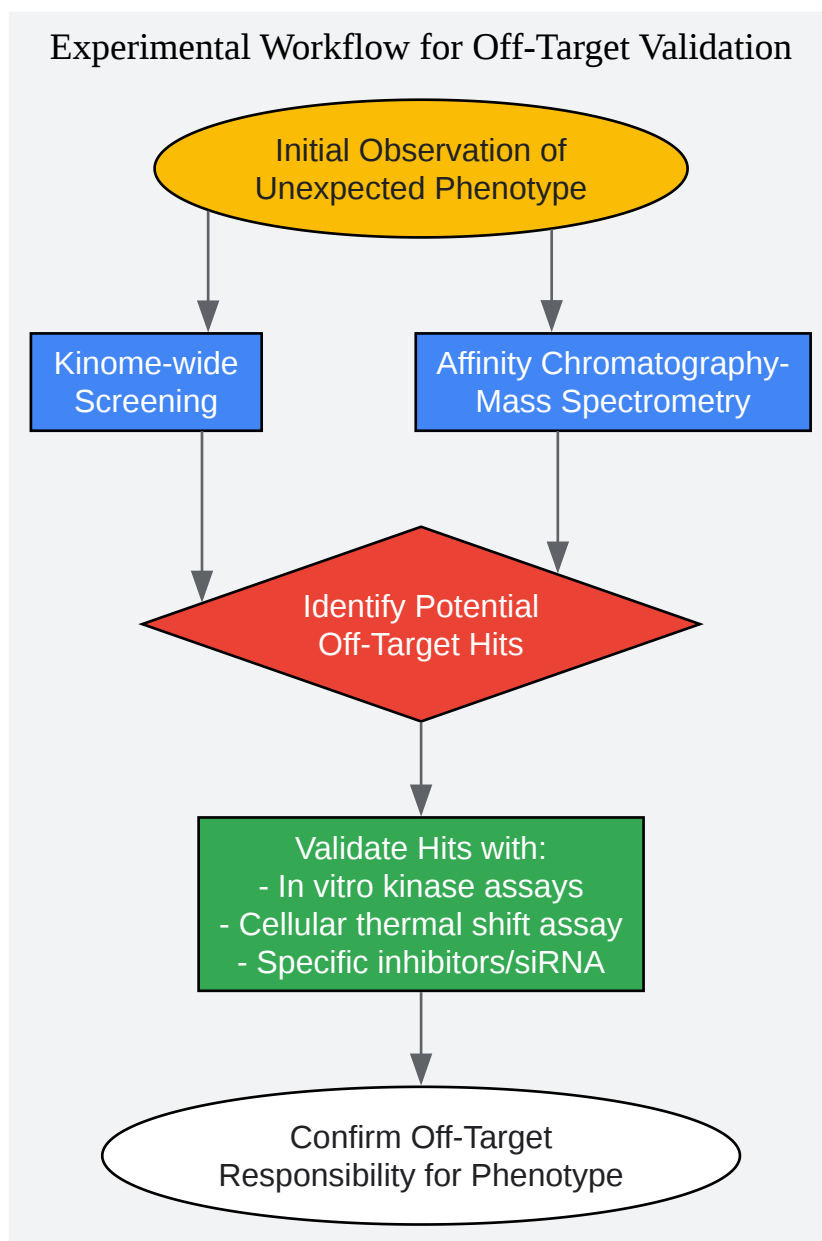 Experimental Workflow for Off-Target Validation
Initial Observation of
Unexpected Phenotype
Kinome-wide
Screening
Affinity Chromatography-
Mass Spectrometry
Identify Potential
Off-Target Hits
Validate Hits with:
- In vitro kinase assays
- Cellular thermal shift assay
- Specific inhibitors/siRNA
Confirm Off-Target
Responsibility for Phenotype